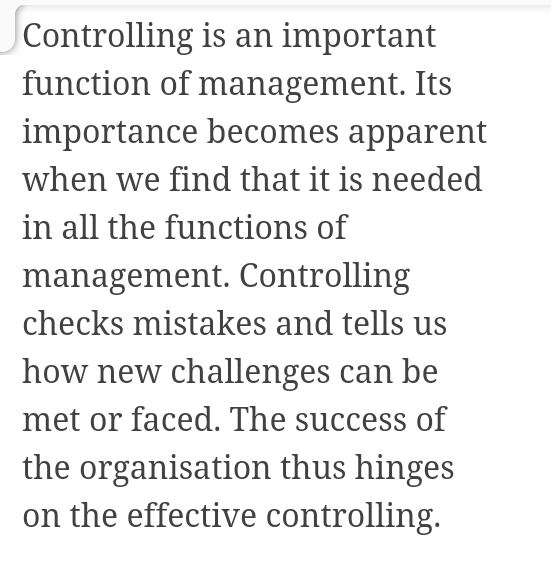 Controlling is an important
function of management. Its
importance becomes apparent
when we find that it is needed
in all the functions of
management. Controlling
checks mistakes and tells us
how new challenges can be
met or faced. The success of
the organisation thus hinges
on the effective controlling.